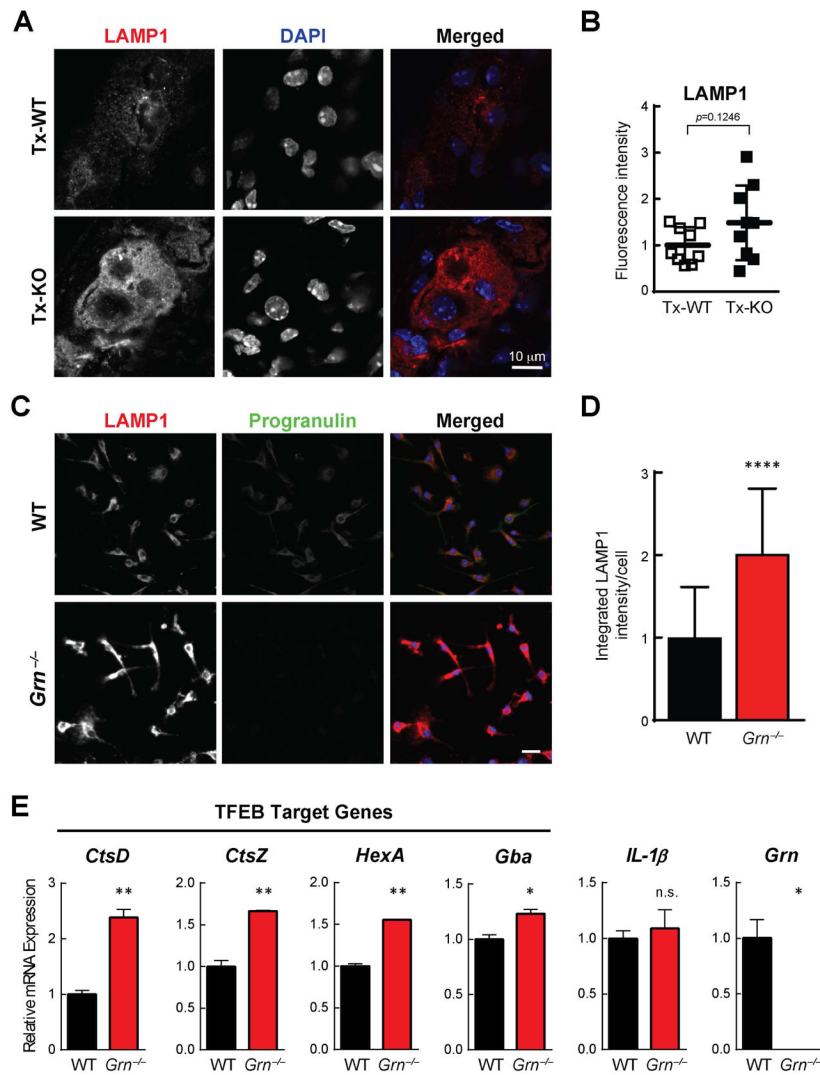 A
LAMP1 DAPI Merged
Tx-WT
Tx-KO
10 μm
B
LAMP1
p=0.1246
Fluorescence intensity
4
3
2
1
0
Tx-WT Tx-KO
C
LAMP1 Progranulin Merged
WT
Grn–/–
D
****
Integrated LAMP1
intensity/cell
3
2
1
0
WT Grn–/–
E
TFEB Target Genes
CtsD CtsZ HexA Gba IL-1β Grn
Relative mRNA Expression
3
2
1
0
**
WT Grn–/–
2.0
1.5
1.0
0.5
0.0
**
WT Grn–/–
2.0
1.5
1.0
0.5
0.0
**
WT Grn–/–
1.5
1.0
0.5
0.0
*
WT Grn–/–
1.5
1.0
0.5
0.0
n.s.
WT Grn–/–
1.5
1.0
0.5
0.0
*
WT Grn–/–